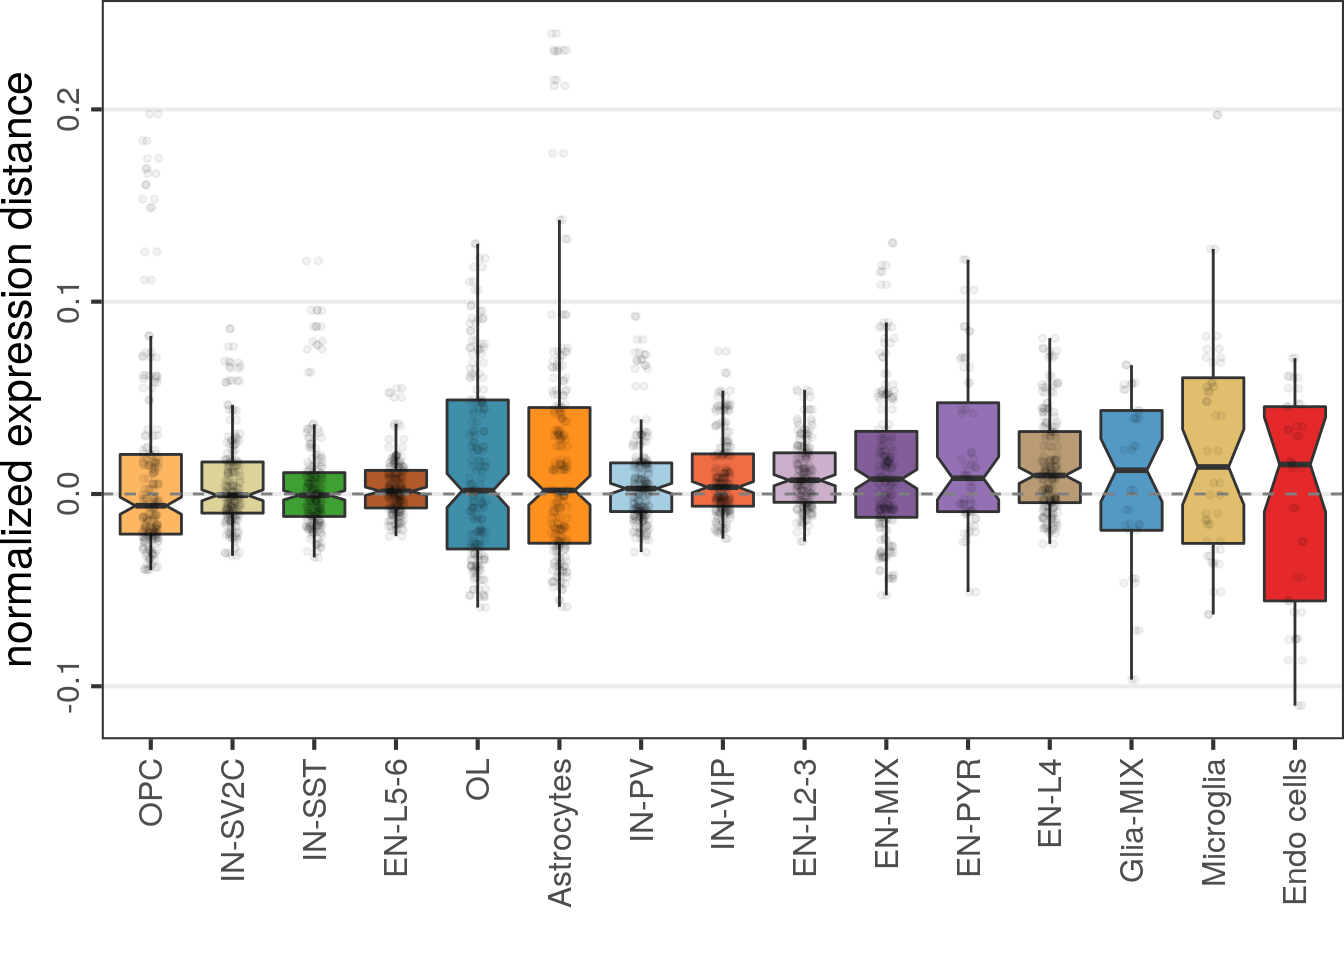 normalized expression distance
0.2
0.1
0.0
-0.1
OPC
IN-SV2C
IN-SST
EN-L5-6
OL
Astrocytes
IN-PV
IN-VIP
EN-L2-3
EN-MIX
EN-PYR
EN-L4
Glia-MIX
Microglia
Endo cells